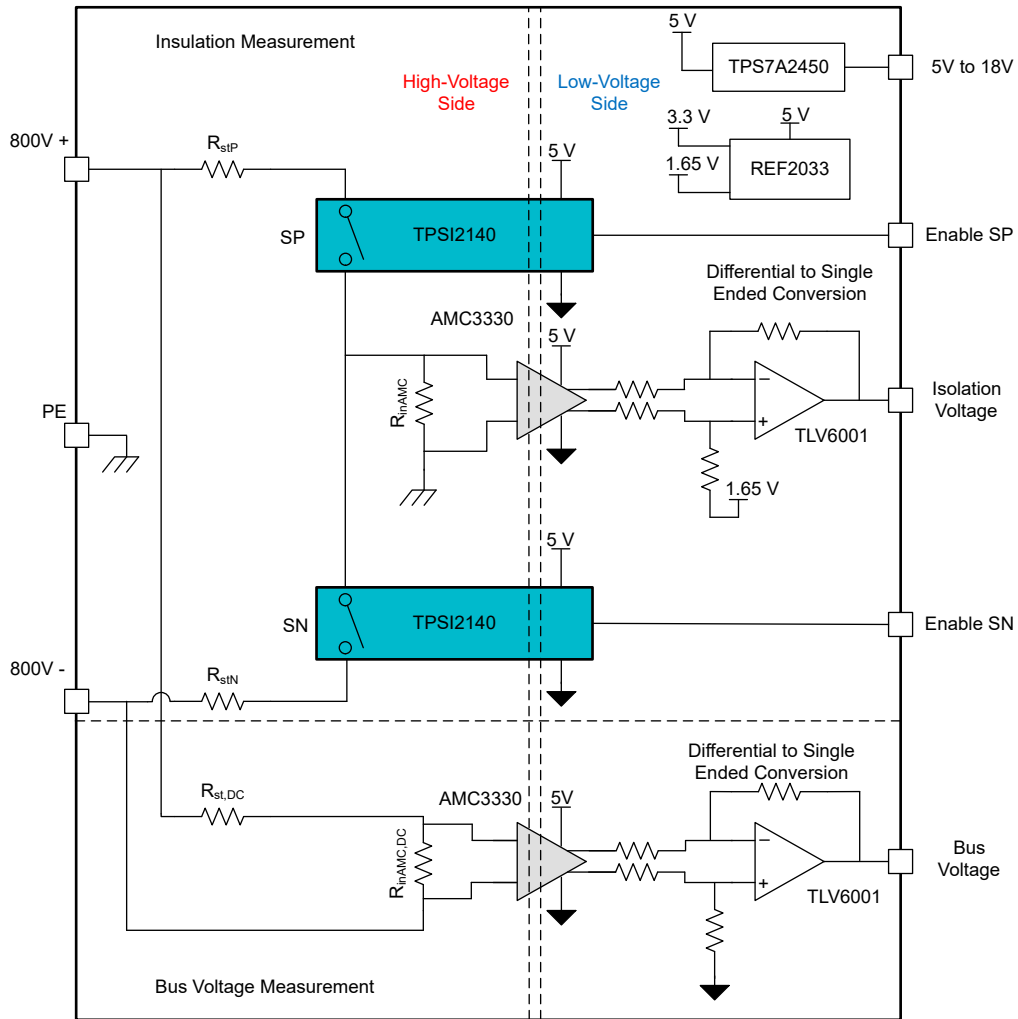 Insulation Measurement
High-Voltage
Side
Low-Voltage
Side
5 V
TPS7A2450
5V to 18V
3.3 V
5 V
1.65 V
REF2033
800V +
RstP
5 V
SP
TPSI2140
Enable SP
Differential to Single
Ended Conversion
AMC3330
5 V
RinAMC
−
+
TLV6001
Isolation
Voltage
PE
1.65 V
5 V
SN
TPSI2140
Enable SN
800V -
RstN
Differential to Single
Ended Conversion
Rst,DC
AMC3330
5V
RinAMC,DC
−
+
TLV6001
Bus
Voltage
Bus Voltage Measurement